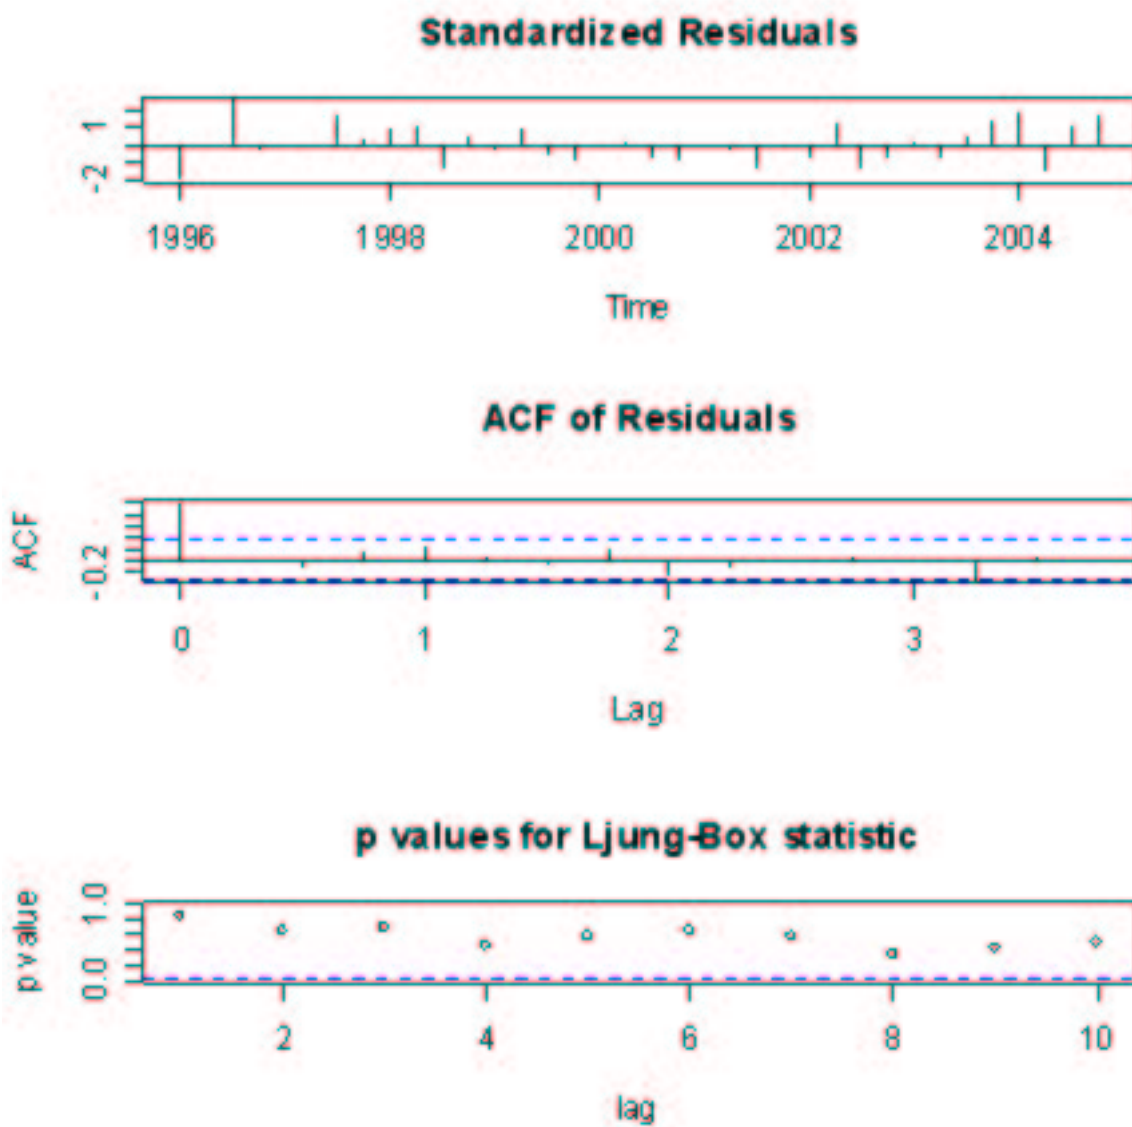 Standardized Residuals
1
-2
1996 1998 2000 2002 2004
Time
ACF of Residuals
ACF
-0.2
0 1 2 3
Lag
p values for Ljung-Box statistic
p value
1.0
0.0
2 4 6 8 10
lag